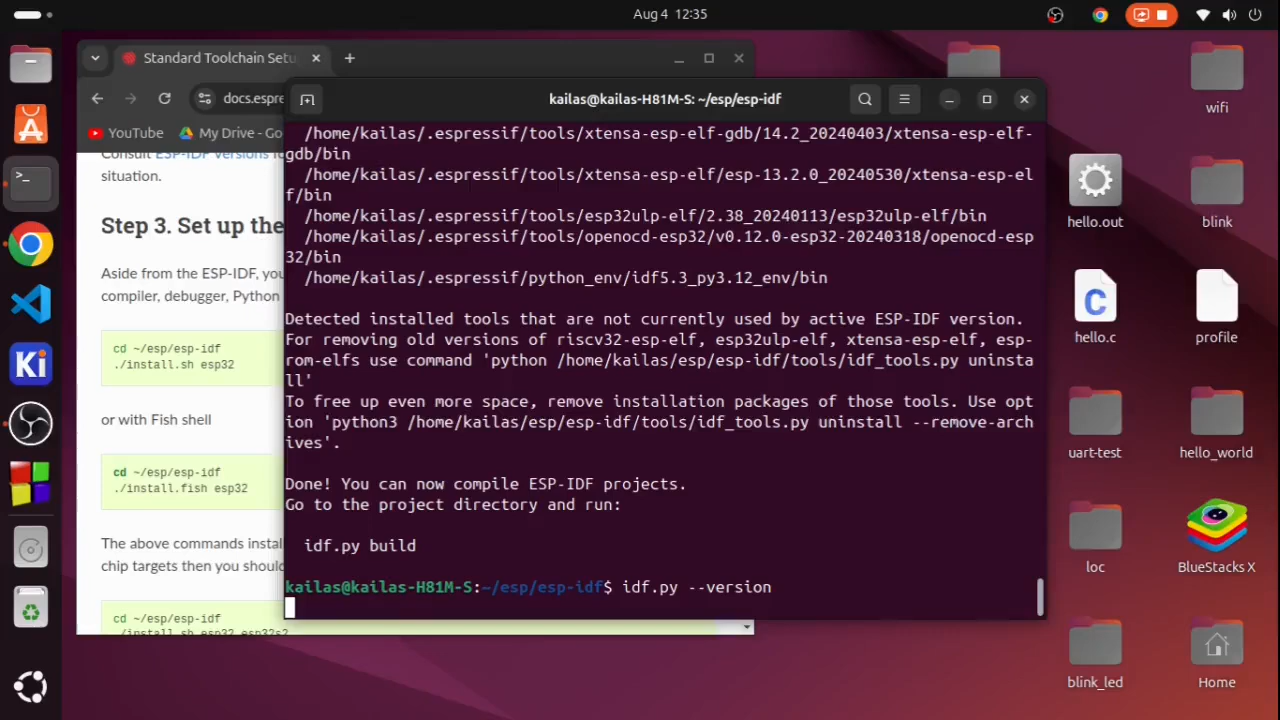 Aug 4 12:35
Standard Toolchain Setu
docs.espre
YouTube
My Drive - Go
Consult ESP-IDF Versions fo
situation.
Step 3. Set up the
Aside from the ESP-IDF, you
compiler, debugger, Python
cd ~/esp/esp-idf
./install.sh esp32
or with Fish shell
cd ~/esp/esp-idf
./install.fish esp32
The above commands instal
chip targets then you should
cd ~/esp/esp-idf
./install.sh esp32,esp32s2
kailas@kailas-H81M-S: ~/esp/esp-idf
/home/kailas/.espressif/tools/xtensa-esp-elf-gdb/14.2_20240403/xtensa-esp-elf-
gdb/bin
/home/kailas/.espressif/tools/xtensa-esp-elf/esp-13.2.0_20240530/xtensa-esp-el
f/bin
/home/kailas/.espressif/tools/esp32ulp-elf/2.38_20240113/esp32ulp-elf/bin
/home/kailas/.espressif/tools/openocd-esp32/v0.12.0-esp32-20240318/openocd-esp
32/bin
/home/kailas/.espressif/python_env/idf5.3_py3.12_env/bin
Detected installed tools that are not currently used by active ESP-IDF version.
For removing old versions of riscv32-esp-elf, esp32ulp-elf, xtensa-esp-elf, esp-
rom-elfs use command 'python /home/kailas/esp/esp-idf/tools/idf_tools.py uninsta
ll'
To free up even more space, remove installation packages of those tools. Use opt
ion 'python3 /home/kailas/esp/esp-idf/tools/idf_tools.py uninstall --remove-arch
ives'.
Done! You can now compile ESP-IDF projects.
Go to the project directory and run:
idf.py build
kailas@kailas-H81M-S:~/esp/esp-idf$ idf.py --version
wifi
hello.out
blink
hello.c
profile
uart-test
hello_world
loc
BlueStacks X
blink_led
Home
Ki